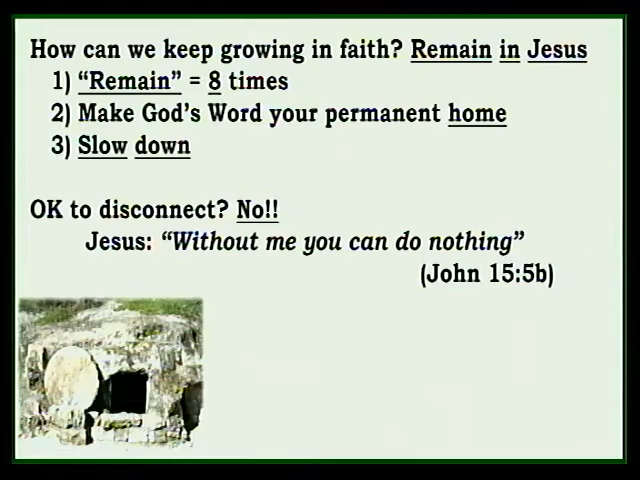 How can we keep growing in faith? Remain in Jesus
1) “Remain” = 8 times
2) Make God’s Word your permanent home
3) Slow down
OK to disconnect? No!!
Jesus: “Without me you can do nothing”
(John 15:5b)